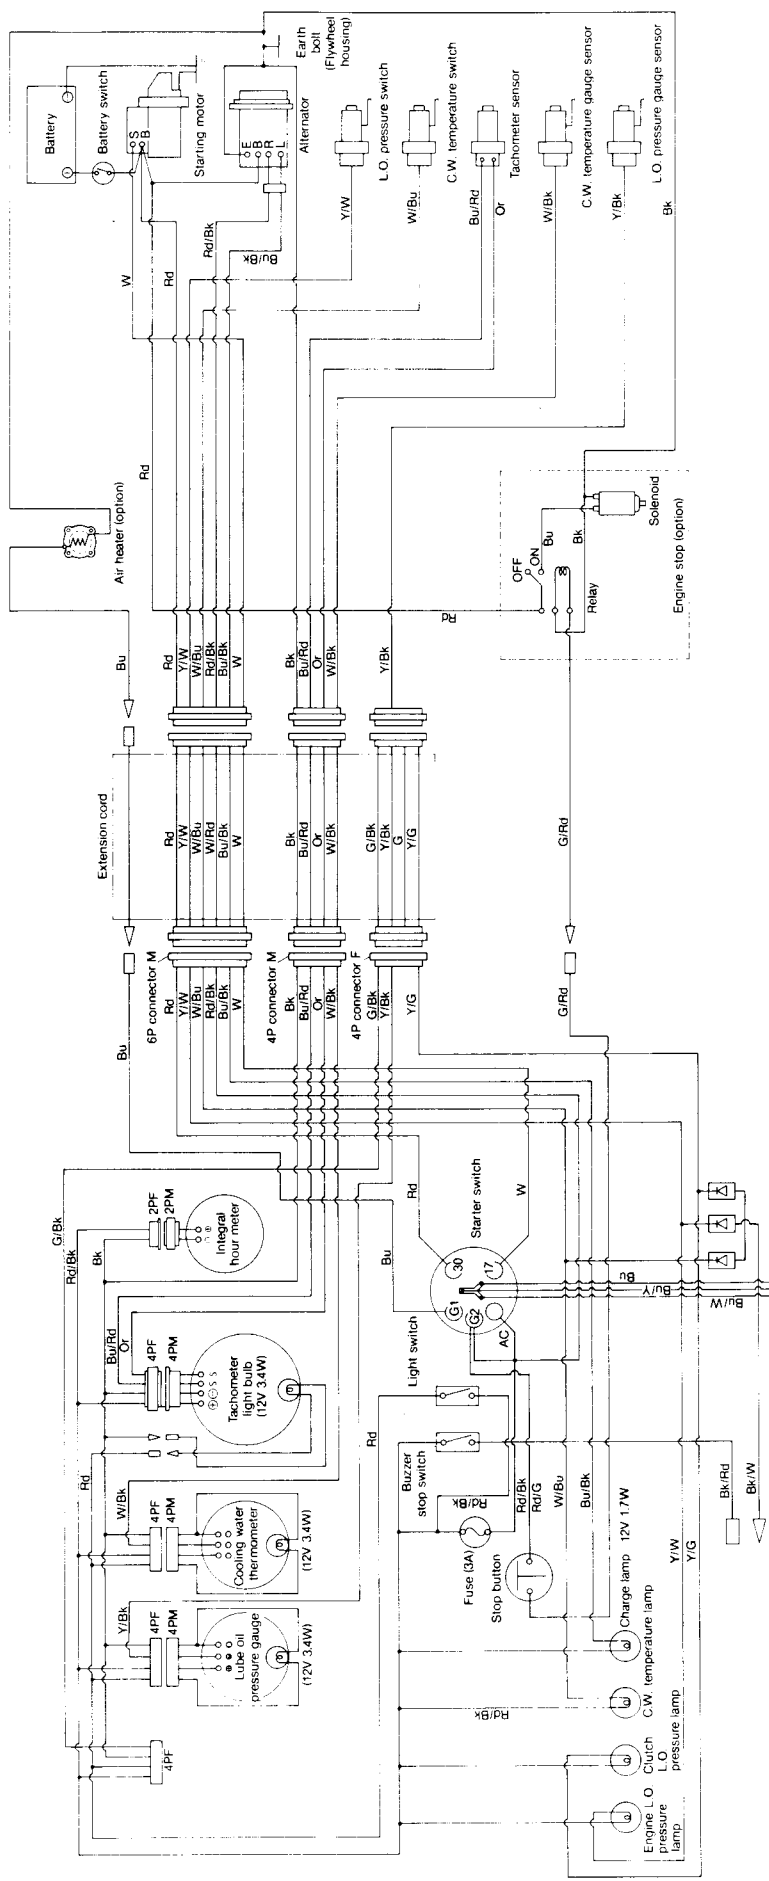 Battery
Battery switch
S
B
Starting motor
Earth
bolt
(Flywheel
housing)
E
B
R
L
Alternator
L.O. pressure switch
C.W. temperature switch
Tachometer sensor
C.W. temperature gauge sensor
L.O. pressure gauge sensor
W
Rd
Rd/Bk
Bu/Bk
Y/W
W/Bu
Bu/Rd
Or
W/Bk
Y/Bk
Bk
Rd
Air heater (option)
Bu
OFF
ON
Bu
Bk
Solenoid
Relay
Rd
Engine stop (option)
Rd
Y/W
W/Bu
Rd/Bk
Bu/Bk
W
Bk
Bu/Rd
Or
W/Bk
Y/Bk
Extension cord
Rd
Y/W
W/Bu
W/Rd
Bu/Bk
W
Bk
Bu/Rd
Or
W/Bk
G/Bk
Y/Bk
G
Y/G
G/Rd
6P connector M
4P connector M
4P connector F
Bu
Rd
Y/W
W/Bu
Rd/Bk
Bu/Bk
W
Bk
Bu/Rd
Or
W/Bk
G/Bk
Y/Bk
Y/G
G/Rd
G/Bk
Rd/Bk
Bk
2PF
2PM
Integral
hour meter
Bu/Rd
Or
4PF
4PM
S
S
Tachometer
light bulb
(12V 3.4W)
Rd
W/Bk
4PF
4PM
Cooling water
thermometer
(12V 3.4W)
Y/Bk
4PF
4PM
Lube oil
pressure gauge
(12V 3.4W)
4PF
Bu
Rd
W
Starter switch
30
17
G1
G2
AC
Bu
Bu/Y
Bu/W
Light switch
Rd
Buzzer
stop switch
Rd/Bk
Fuse (3A)
Rd/Bk
Rd/G
Stop button
W/Bu
Bu/Bk
Bk/Rd
Bk/W
Y/W
Y/G
Charge lamp 12V 1.7W
C.W. temperature lamp
Rd/Bk
Clutch
L.O.
pressure lamp
Engine L.O.
pressure
lamp